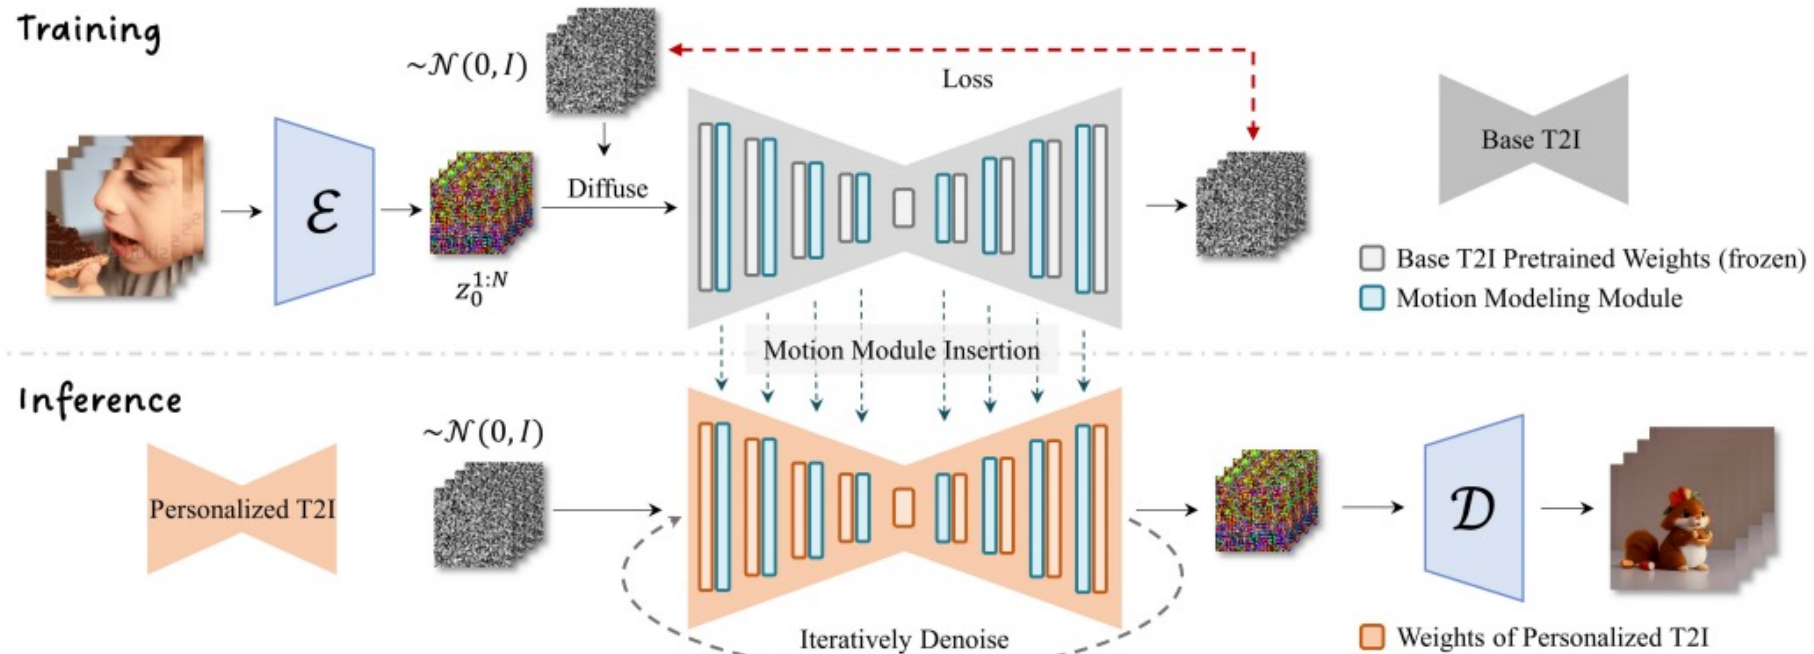 Training
~𝒩(0, I)
Loss
Base T2I
ℰ
Diffuse
z₀^{1:N}
Base T2I Pretrained Weights (frozen)
Motion Modeling Module
Motion Module Insertion
Inference
~𝒩(0, I)
Personalized T2I
𝒟
Iteratively Denoise
Weights of Personalized T2I